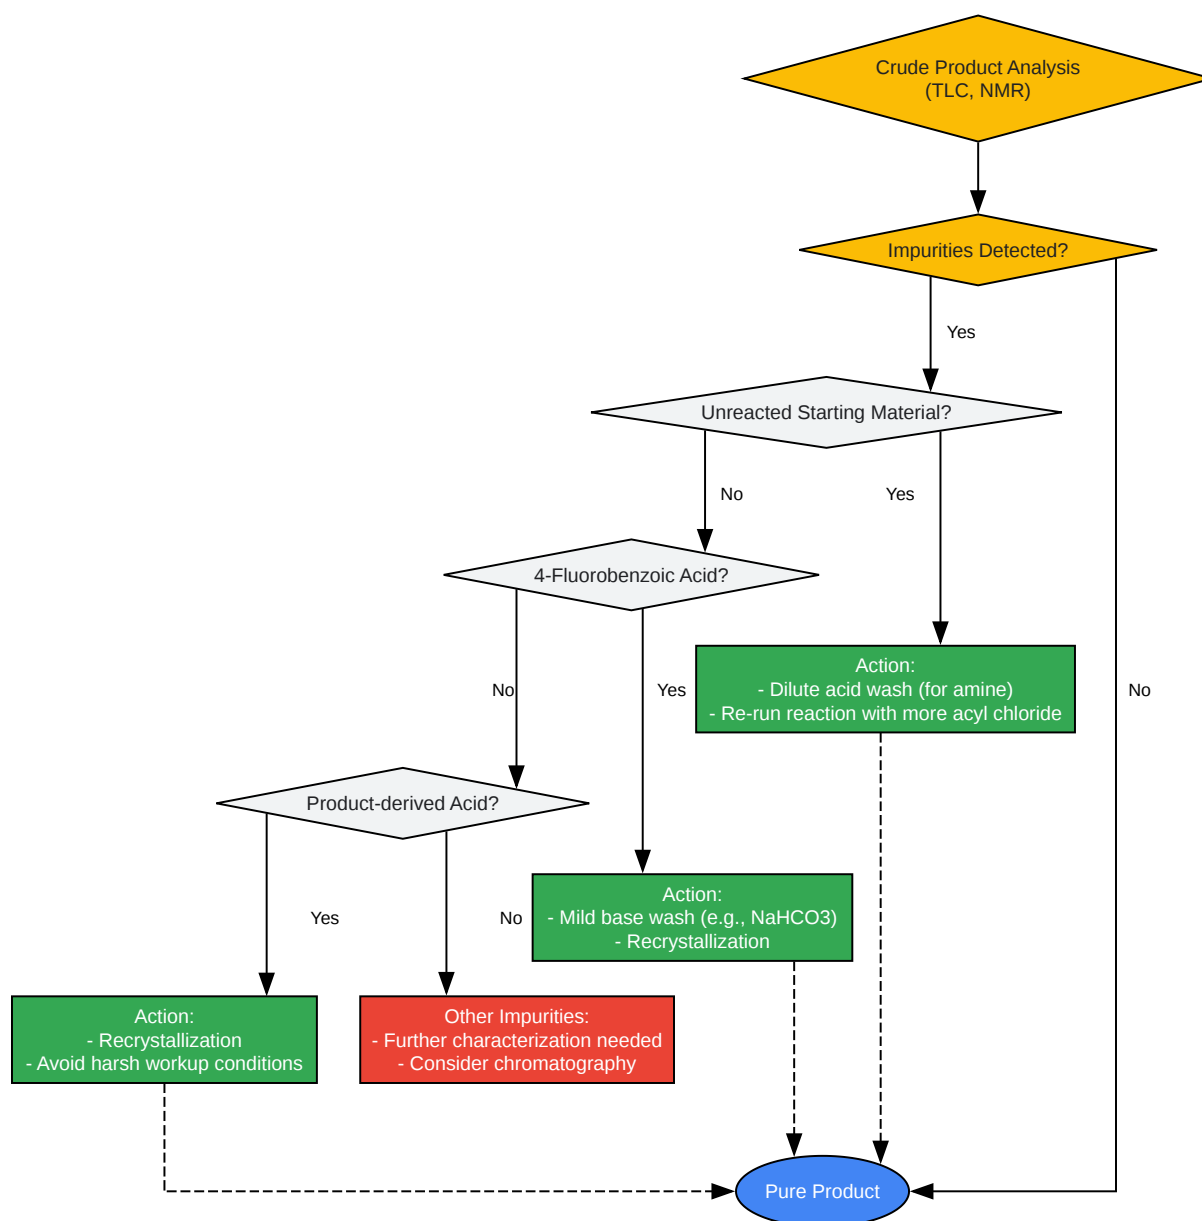 Crude Product Analysis
(TLC, NMR)
Impurities Detected?
Yes
Unreacted Starting Material?
No
Yes
4-Fluorobenzoic Acid?
Action:
- Dilute acid wash (for amine)
- Re-run reaction with more acyl chloride
No
Yes
No
Product-derived Acid?
Action:
- Mild base wash (e.g., NaHCO3)
- Recrystallization
Yes
No
Action:
- Recrystallization
- Avoid harsh workup conditions
Other Impurities:
- Further characterization needed
- Consider chromatography
Pure Product